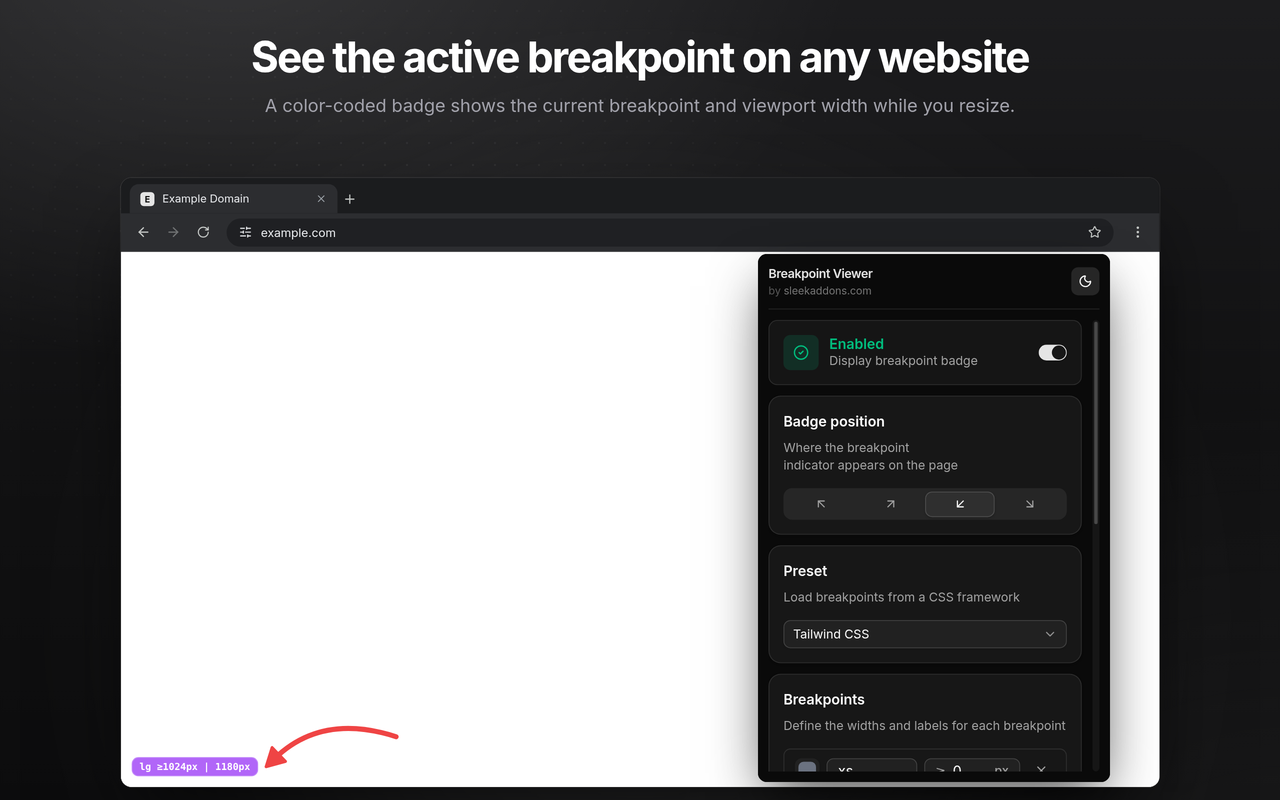 See the active breakpoint on any website
A color-coded badge shows the current breakpoint and viewport width while you resize.
E Example Domain
example.com
Breakpoint Viewer
by sleekaddons.com
Enabled
Display breakpoint badge
Badge position
Where the breakpoint
indicator appears on the page
Preset
Load breakpoints from a CSS framework
Tailwind CSS
Breakpoints
Define the widths and labels for each breakpoint
xs ≥ 0 px
lg ≥1024px | 1180px